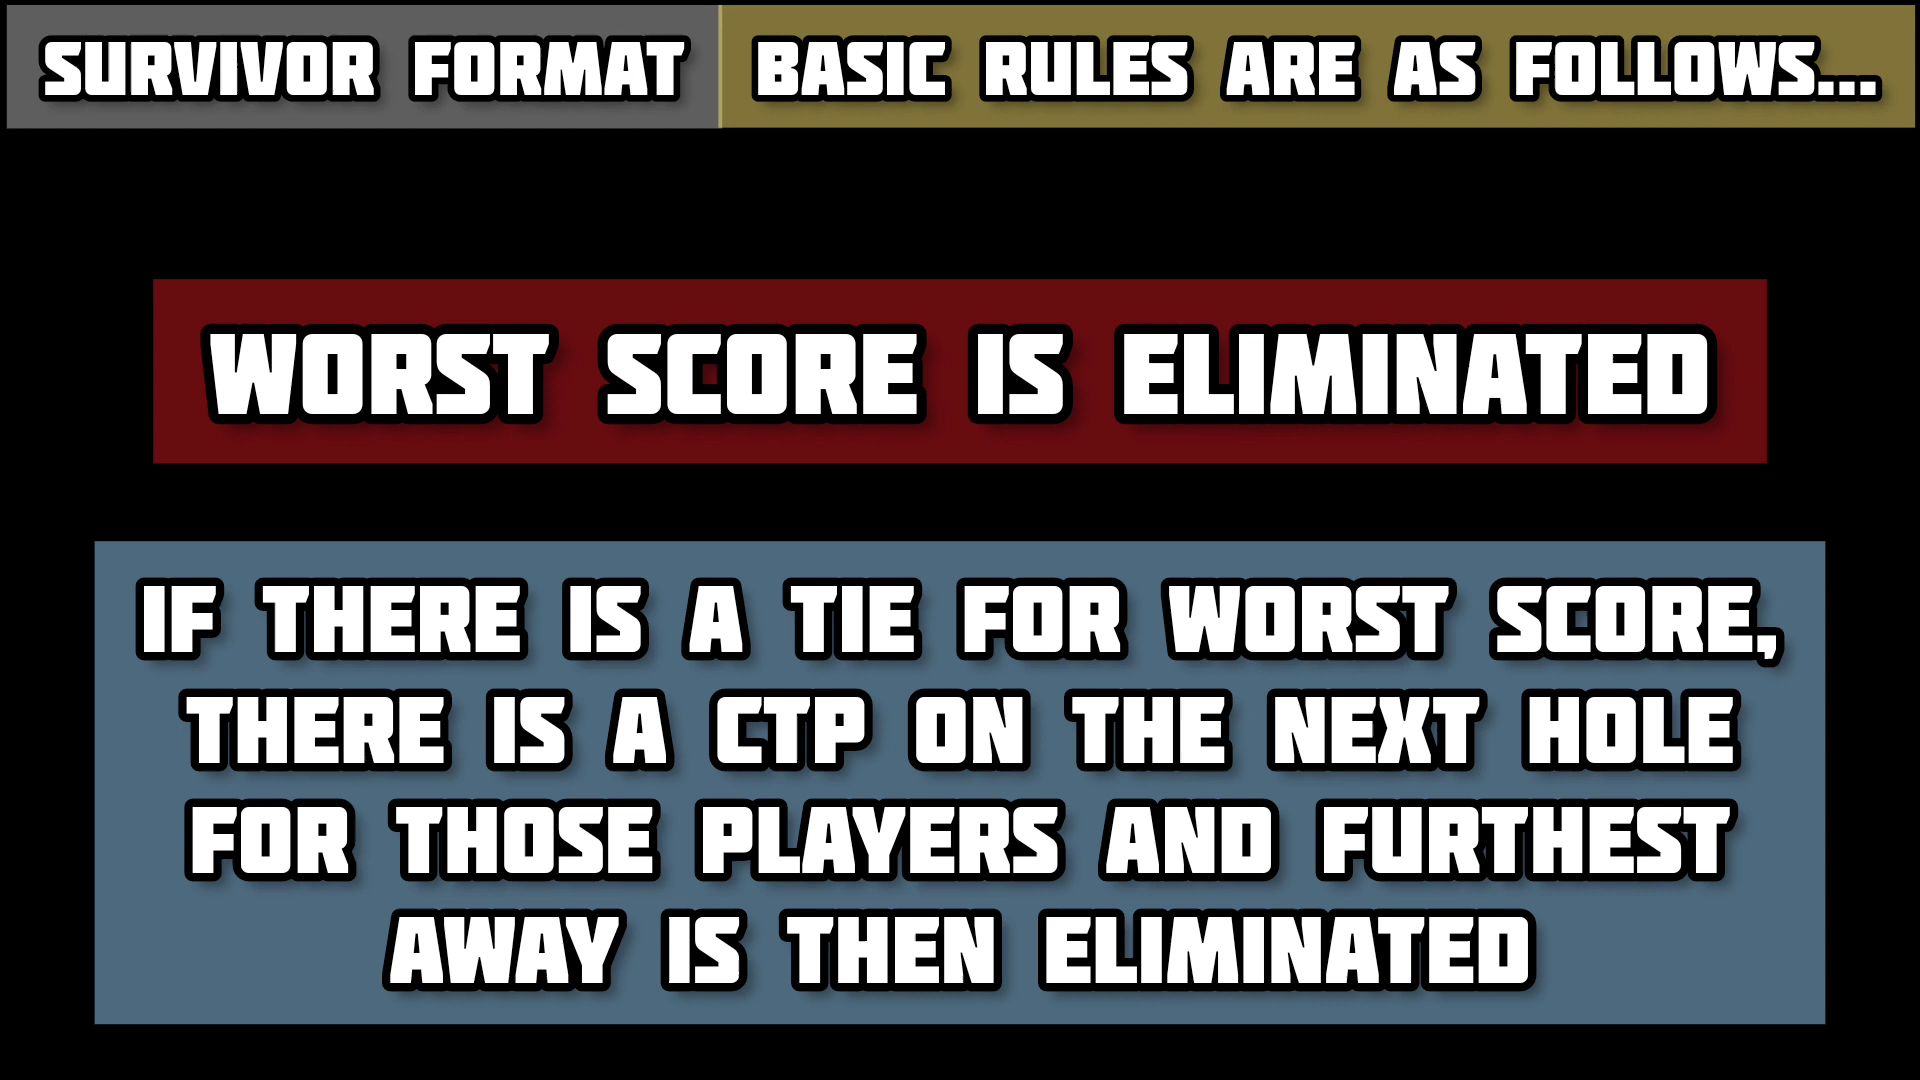 SURVIVOR FORMAT
BASIC RULES ARE AS FOLLOWS...
WORST SCORE IS ELIMINATED
IF THERE IS A TIE FOR WORST SCORE,
THERE IS A CTP ON THE NEXT HOLE
FOR THOSE PLAYERS AND FURTHEST
AWAY IS THEN ELIMINATED